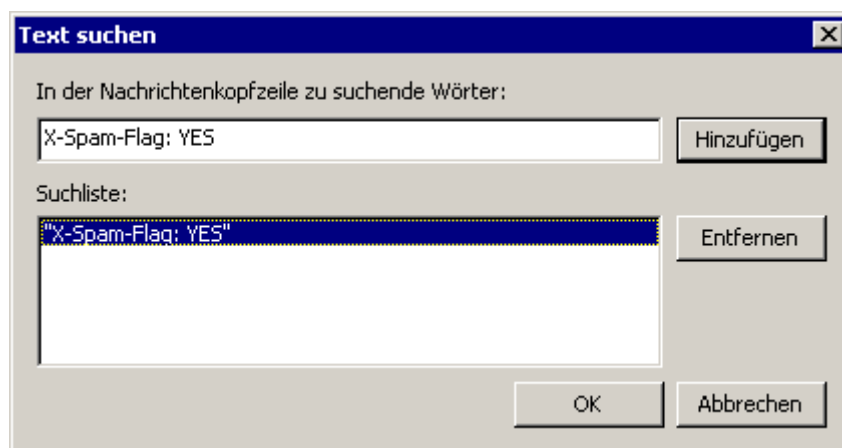 Text suchen
In der Nachrichtenkopfzeile zu suchende Wörter:
X-Spam-Flag: YES
Hinzufügen
Suchliste:
"X-Spam-Flag: YES"
Entfernen
OK
Abbrechen